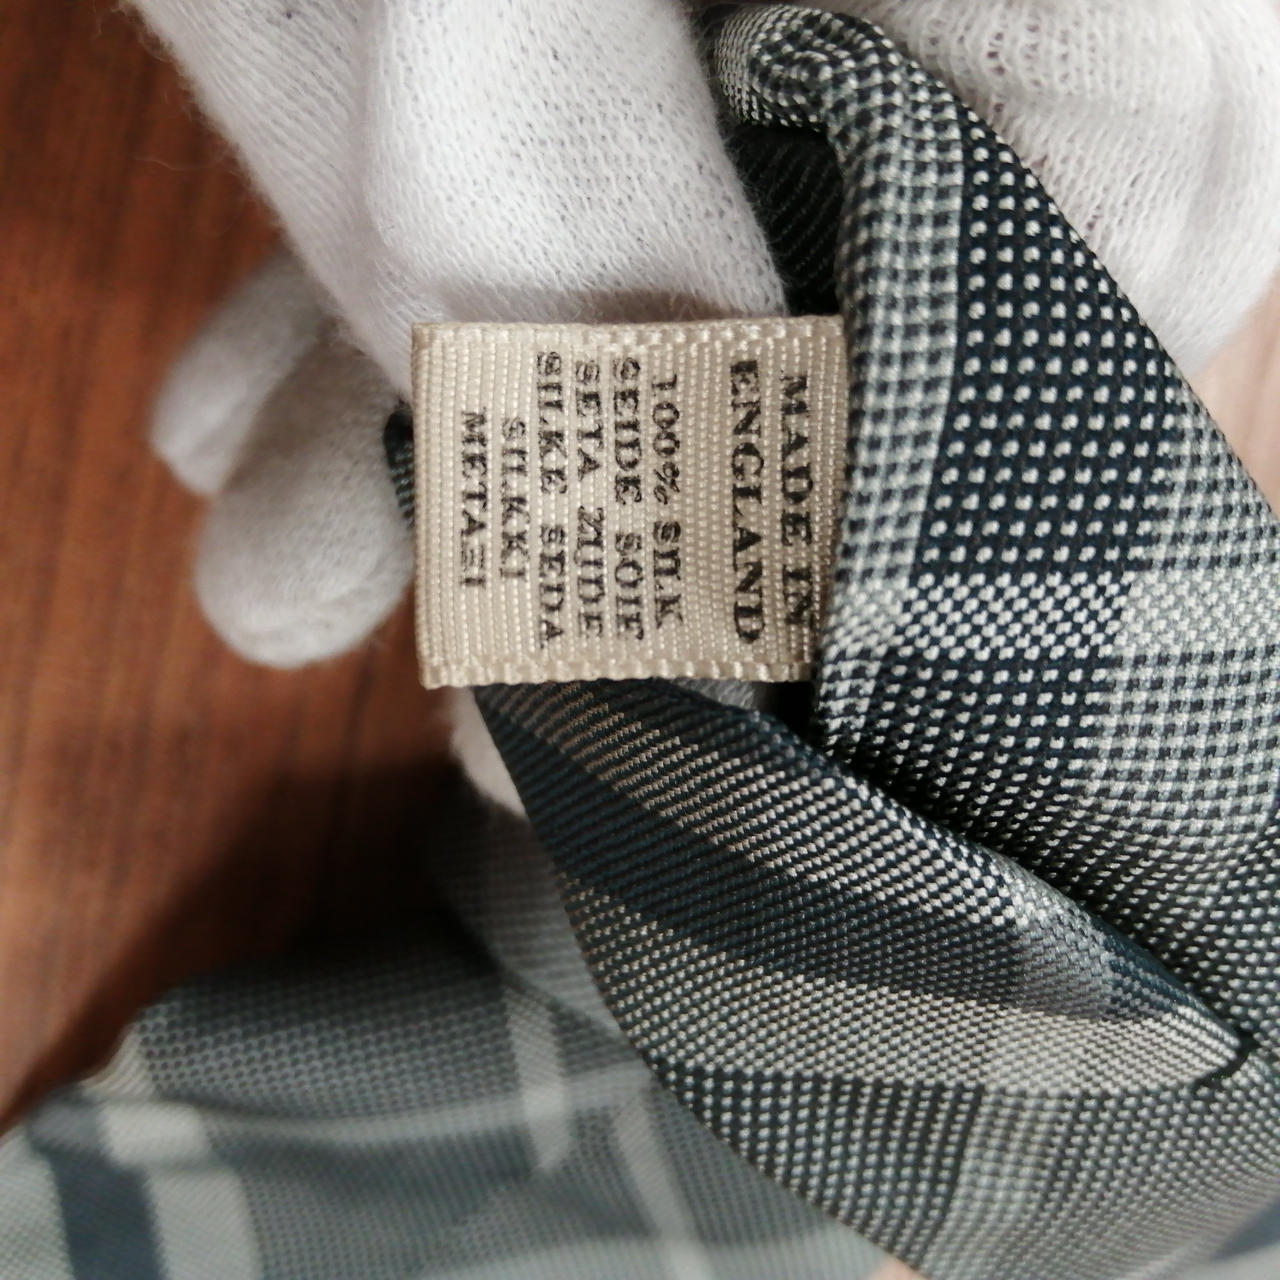 MADE IN
ENGLAND
100% SILK
SEIDE SOIE
SETA ZIJDE
SILKE SEDA
SILKKI
ΜΕΤΑΞΙ